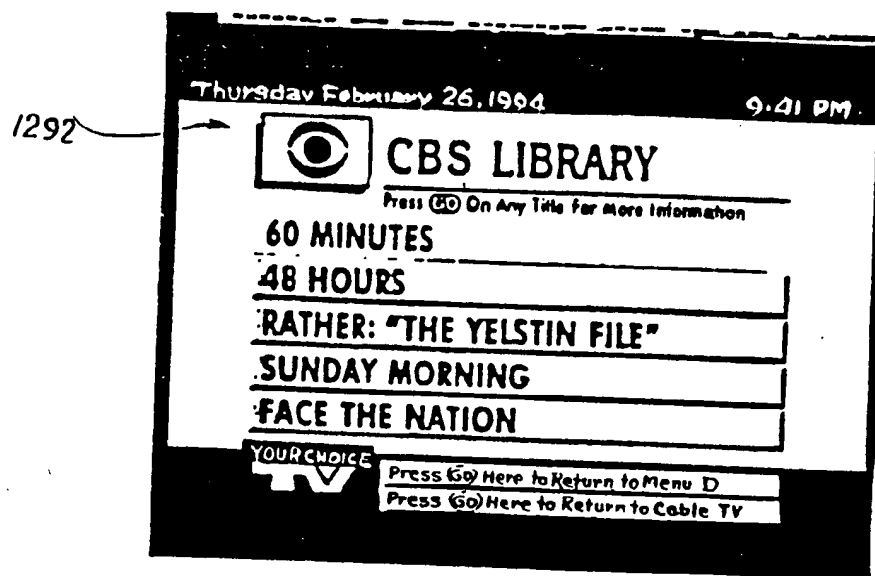 Thursday February 26, 1994 9:41 PM
1292
CBS LIBRARY
Press GO On Any Title for More Information
60 MINUTES
48 HOURS
RATHER: "THE YELSTIN FILE"
SUNDAY MORNING
FACE THE NATION
YOUR CHOICE
TV
Press GO Here to Return to Menu D
Press GO Here to Return to Cable TV